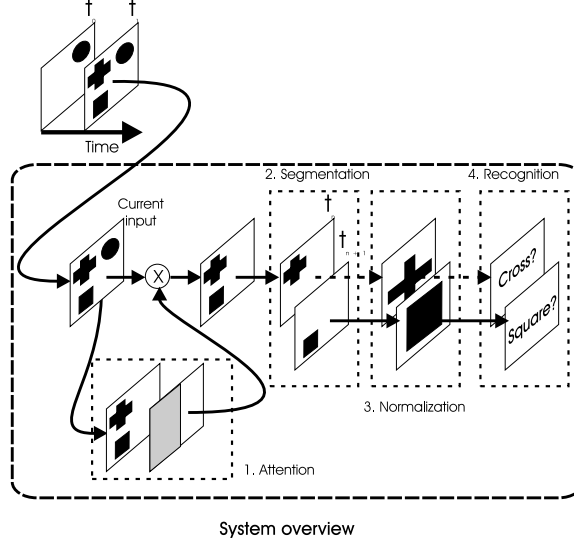 t t
Time
2. Segmentation
4. Recognition
Current
input
t
t
X
Cross?
Square?
3. Normalization
1. Attention
System overview